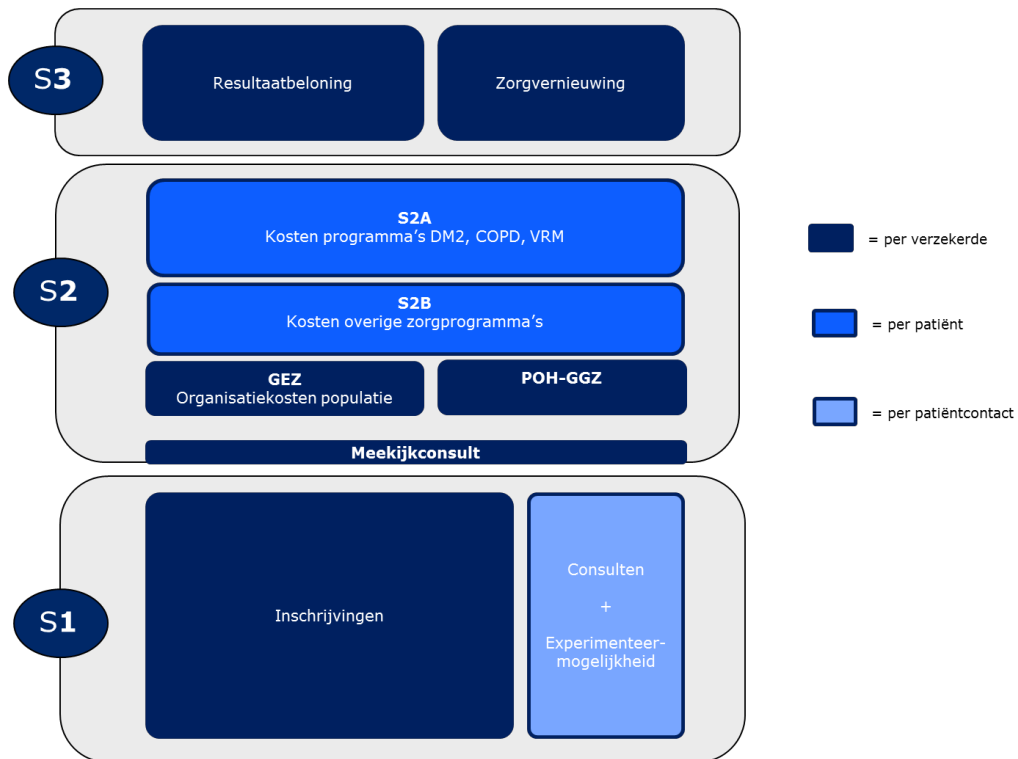 S3
Resultaatbeloning
Zorgvernieuwing
S2
S2A
Kosten programma’s DM2, COPD, VRM
S2B
Kosten overige zorgprogramma’s
GEZ
Organisatiekosten populatie
POH-GGZ
Meekijkconsult
S1
Inschrijvingen
Consulten
+
Experimenteer-
mogelijkheid
= per verzekerde
= per patiënt
= per patiëntcontact